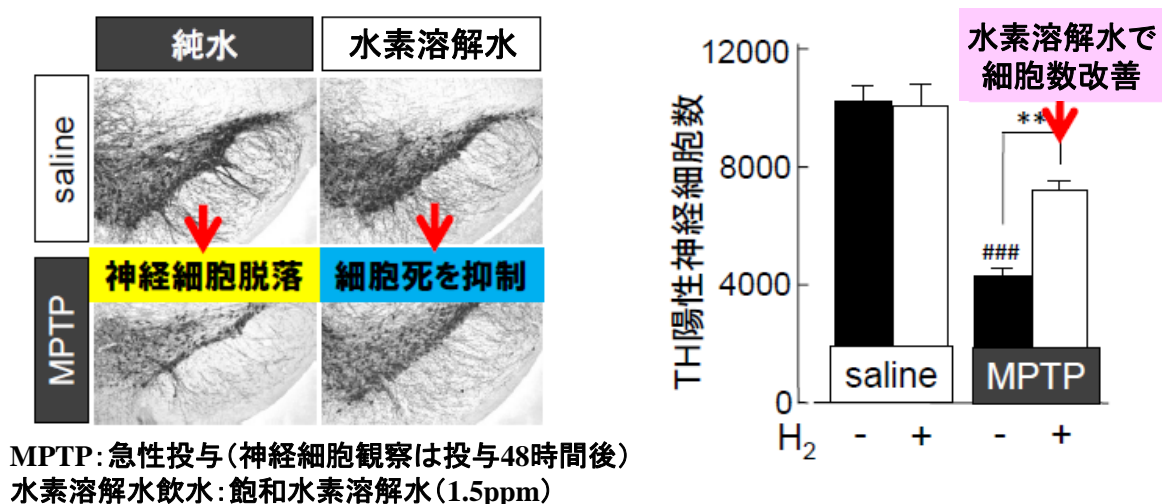 純水
水素溶解水
saline
神経細胞脱落
細胞死を抑制
MPTP
MPTP：急性投与（神経細胞観察は投与48時間後）
水素溶解水飲水：飽和水素溶解水（1.5ppm）
水素溶解水で
細胞数改善
TH陽性神経細胞数
12000
8000
4000
0
**
###
saline
MPTP
H₂ - + - +